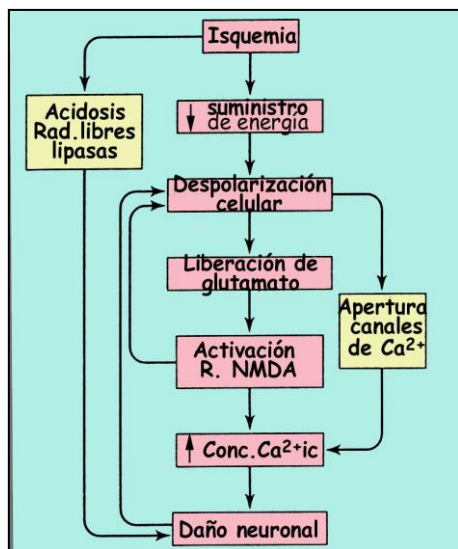 Isquemia
Acidosis
Rad.libres
lipasas
↓ suministro
de energía
Despolarización
celular
Liberación de
glutamato
Apertura
canales
de Ca²⁺
Activación
R. NMDA
↑ Conc.Ca²⁺ic
Daño neuronal